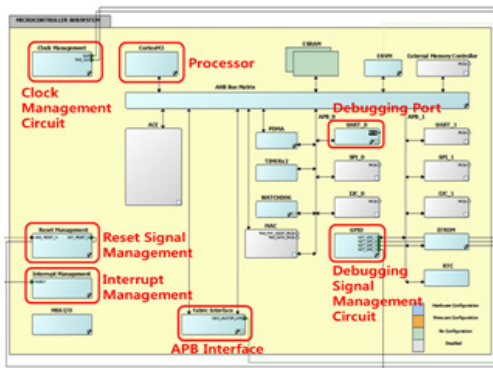 MICROCONTROLLER SUBSYSTEM
Clock Management
Clock
Management
Circuit
CortexM3
Processor
ESRAM
ENVM
External Memory Controller
AHB Bus Matrix
ACE
Debugging Port
APB_0
APB_1
PDMA
UART_0
UART_1
TIMERx2
SPI_0
SPI_1
WATCHDOG
I2C_0
I2C_1
MAC
GPIO
EFROM
RTC
Debugging
Signal
Management
Circuit
Reset Management
Reset Signal
Management
Interrupt Management
Interrupt
Management
MSS I/O
Fabric Interface
APB Interface
Hardware Configuration
Firmware Configuration
No Configuration
Disabled